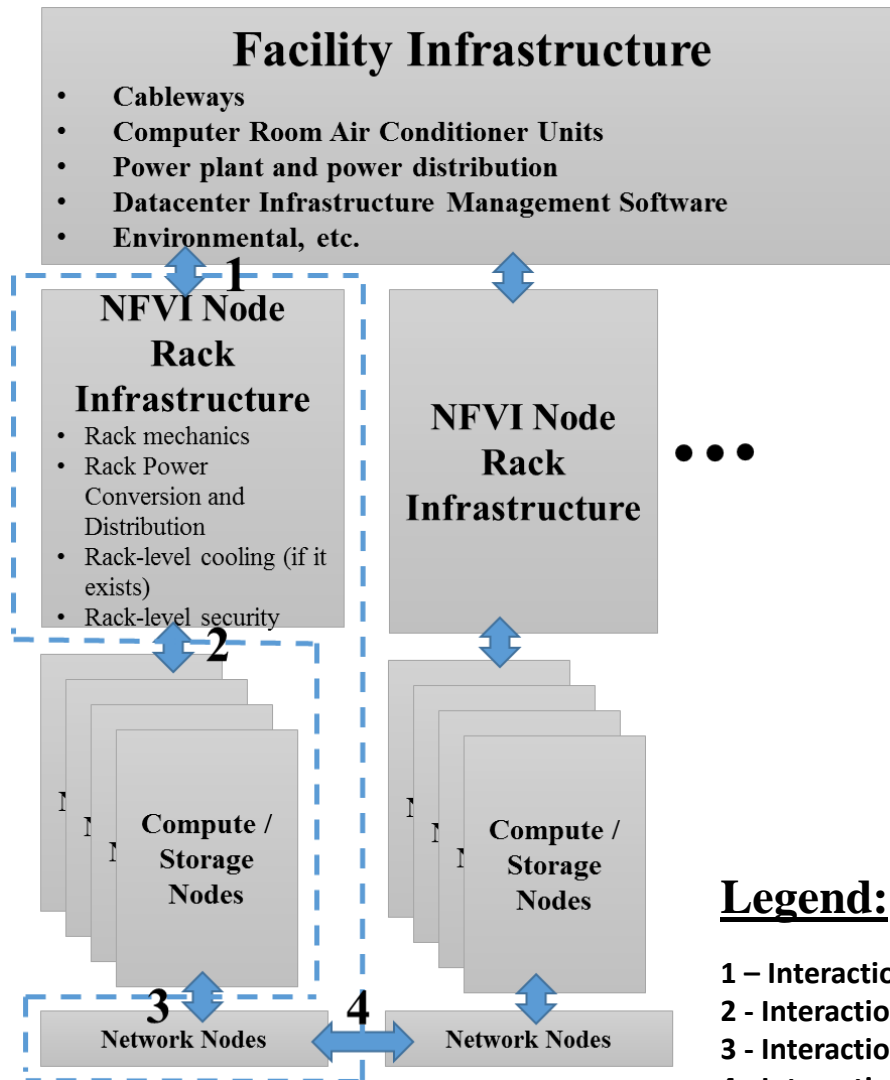 Facility Infrastructure
• Cableways
• Computer Room Air Conditioner Units
• Power plant and power distribution
• Datacenter Infrastructure Management Software
• Environmental, etc.
1
NFVI Node
Rack
Infrastructure
• Rack mechanics
• Rack Power
Conversion and
Distribution
• Rack-level cooling (if it
exists)
• Rack-level security
NFVI Node
Rack
Infrastructure
•••
2
N
N
N
Compute /
Storage
Nodes
N
N
N
Compute /
Storage
Nodes
3
4
Network Nodes
Network Nodes
Legend:
1 – Interactio
2 - Interactio
3 - Interactio